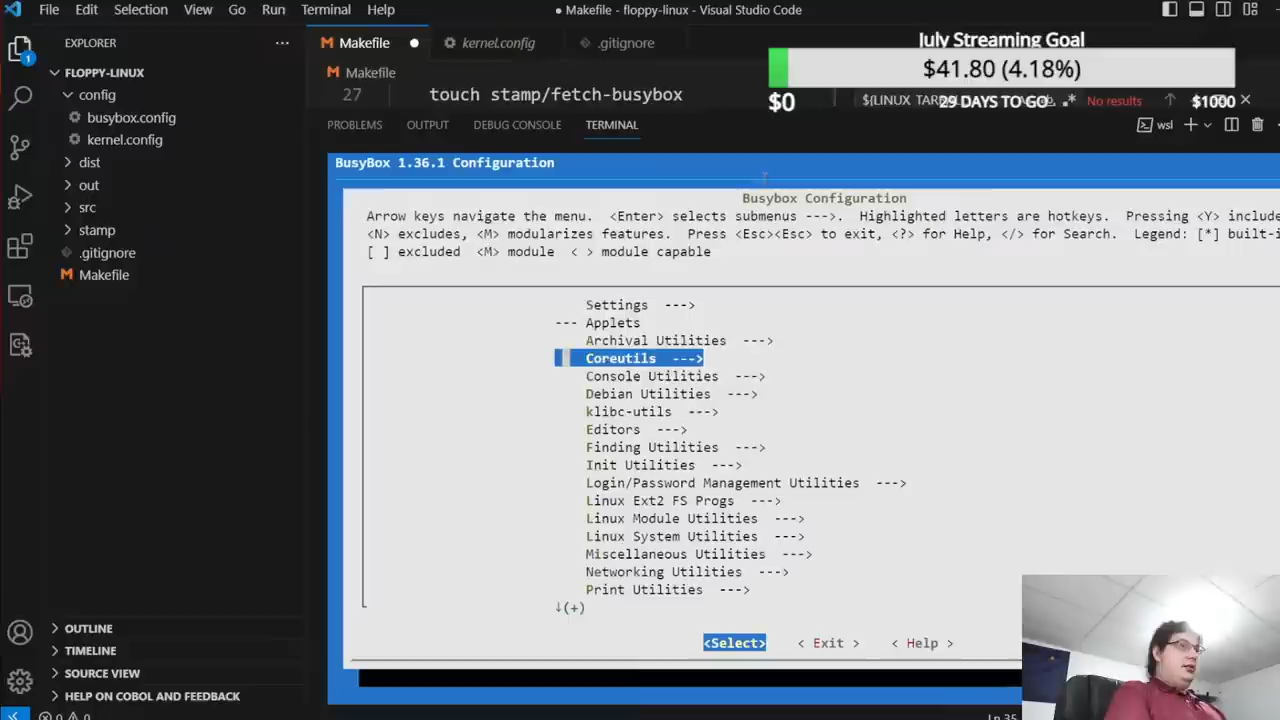 File Edit Selection View Go Run Terminal Help
● Makefile - floppy-linux - Visual Studio Code
EXPLORER
Makefile
kernel.config
.gitignore
July Streaming Goal
$41.80 (4.18%)
$0
29 DAYS TO GO
$1000
FLOPPY-LINUX
config
busybox.config
kernel.config
dist
out
src
stamp
.gitignore
Makefile
Makefile
27 touch stamp/fetch-busybox
No results
PROBLEMS OUTPUT DEBUG CONSOLE TERMINAL
wsl
BusyBox 1.36.1 Configuration
Busybox Configuration
Arrow keys navigate the menu. <Enter> selects submenus --->. Highlighted letters are hotkeys. Pressing <Y> include
<N> excludes, <M> modularizes features. Press <Esc><Esc> to exit, <?> for Help, </> for Search. Legend: [*] built-i
[ ] excluded <M> module < > module capable
Settings --->
--- Applets
Archival Utilities --->
Coreutils --->
Console Utilities --->
Debian Utilities --->
klibc-utils --->
Editors --->
Finding Utilities --->
Init Utilities --->
Login/Password Management Utilities --->
Linux Ext2 FS Progs --->
Linux Module Utilities --->
Linux System Utilities --->
Miscellaneous Utilities --->
Networking Utilities --->
Print Utilities --->
↓(+)
<Select> < Exit > < Help >
OUTLINE
TIMELINE
SOURCE VIEW
HELP ON COBOL AND FEEDBACK
0 0
Ln 35